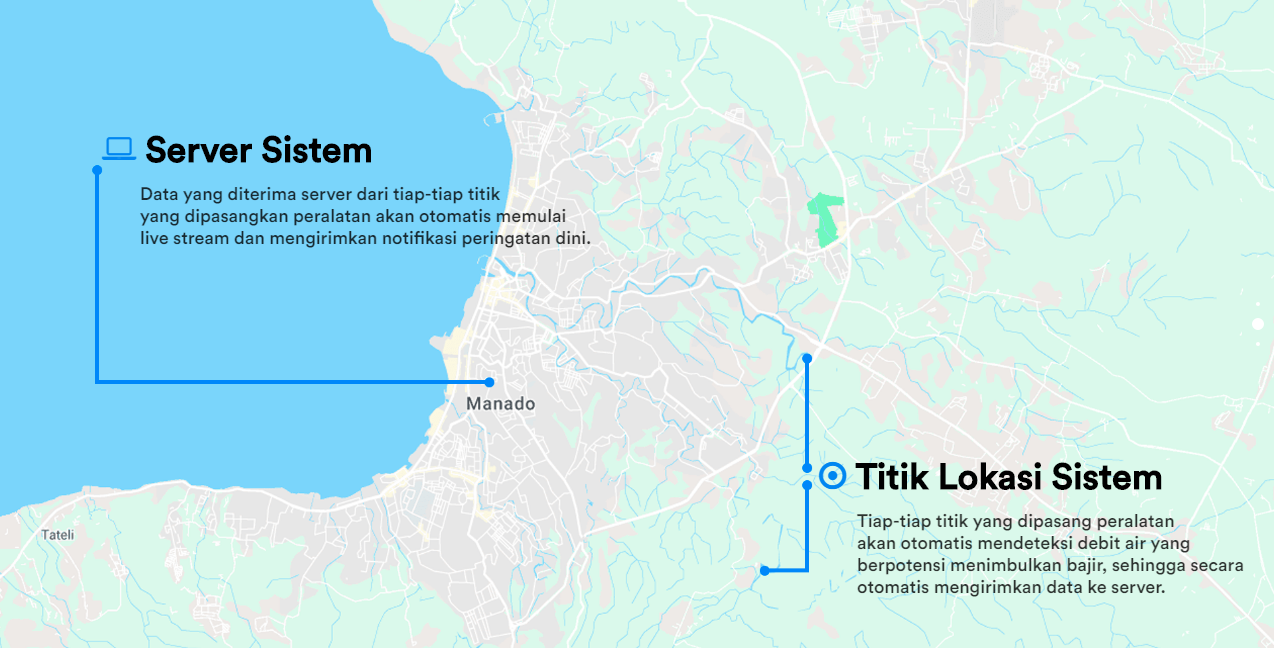 Server Sistem
Data yang diterima server dari tiap-tiap titik
yang dipasangkan peralatan akan otomatis memulai
live stream dan mengirimkan notifikasi peringatan dini.
Manado
Titik Lokasi Sistem
Tiap-tiap titik yang dipasang peralatan
akan otomatis mendeteksi debit air yang
berpotensi menimbulkan bajir, sehingga secara
otomatis mengirimkan data ke server.
Tateli